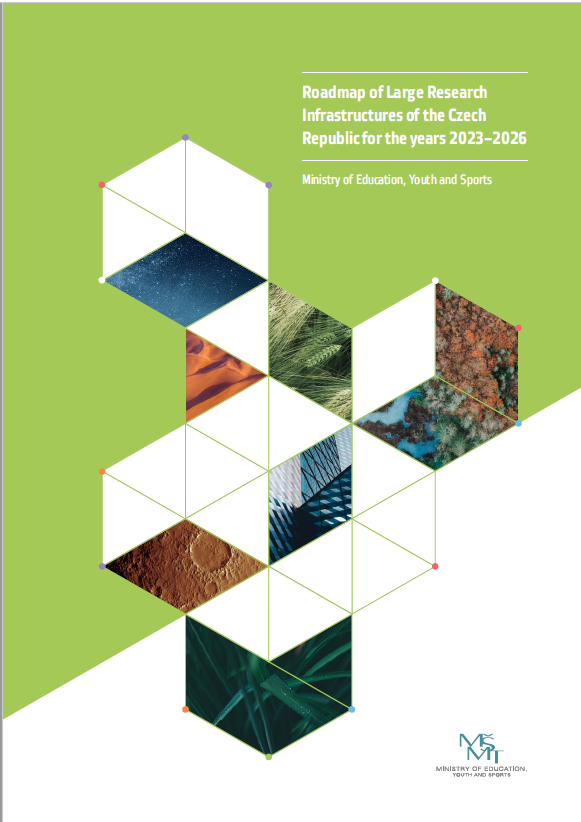 Roadmap of Large Research
Infrastructures of the Czech
Republic for the years 2023–2026
Ministry of Education, Youth and Sports
MŠMT
MINISTRY OF EDUCATION,
YOUTH AND SPORTS